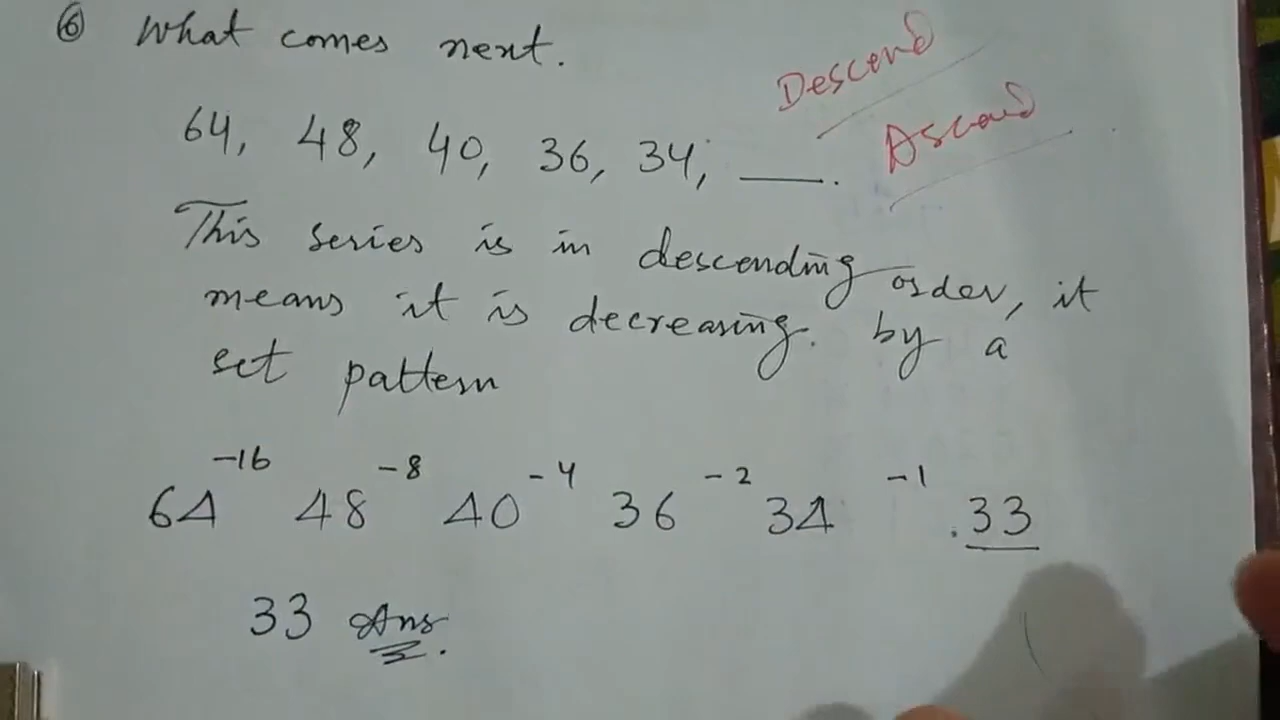 ⑥ What comes next.
Descend
Ascend
64, 48, 40, 36, 34, ___.
This series is in descending order, it
means it is decreasing. by a
set pattern
-16 -8 -4 -2 -1
64 48 40 36 34 .33
33 Ans.